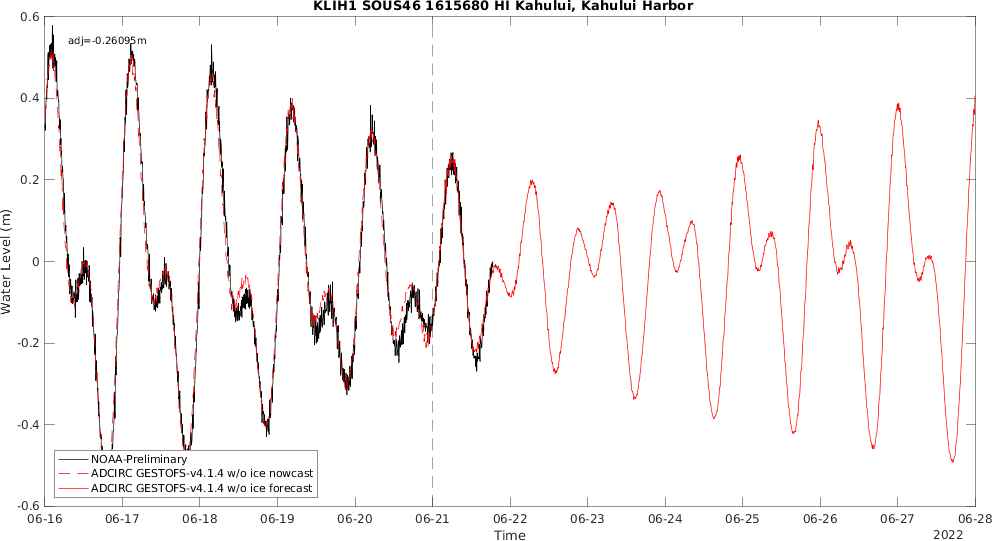 KLIH1 SOUS46 1615680 HI Kahului, Kahului Harbor
adj=-0.26095m
0.6
0.4
0.2
0
-0.2
-0.4
-0.6
Water Level (m)
NOAA-Preliminary
ADCIRC GESTOFS-v4.1.4 w/o ice nowcast
ADCIRC GESTOFS-v4.1.4 w/o ice forecast
06-16 06-17 06-18 06-19 06-20 06-21 06-22 06-23 06-24 06-25 06-26 06-27 06-28
Time
2022